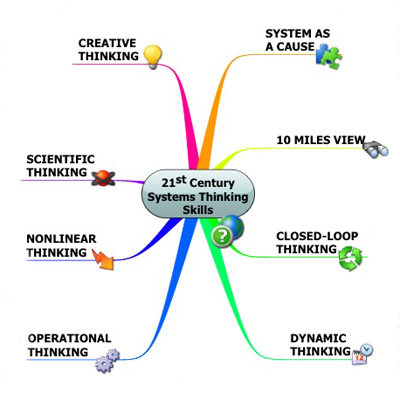 CREATIVE
THINKING
SYSTEM AS
A CAUSE
10 MILES VIEW
SCIENTIFIC
THINKING
21st Century
Systems Thinking
Skills
?
NONLINEAR
THINKING
CLOSED-LOOP
THINKING
OPERATIONAL
THINKING
DYNAMIC
THINKING
12